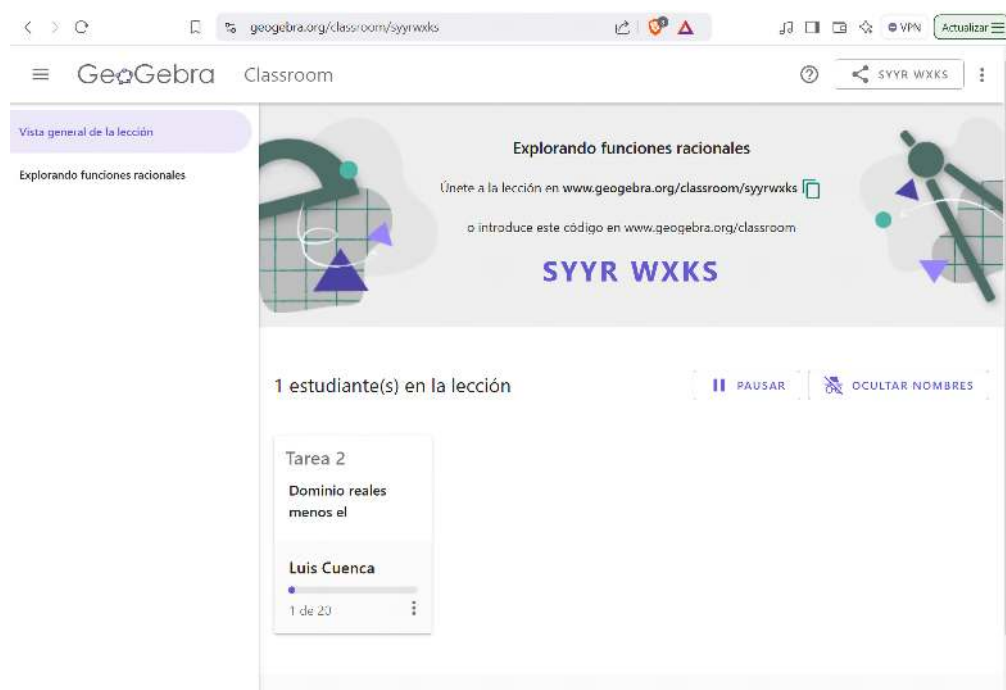 geogebra.org/classroom/syyrwxks
VPN
Actualizar
GeoGebra Classroom
SYYR WXKS
Vista general de la lección
Explorando funciones racionales
Explorando funciones racionales
Únete a la lección en www.geogebra.org/classroom/syyrwxks
o introduce este código en www.geogebra.org/classroom
SYYR WXKS
1 estudiante(s) en la lección
PAUSAR
OCULTAR NOMBRES
Tarea 2
Dominio reales
menos el
Luis Cuenca
1 de 20